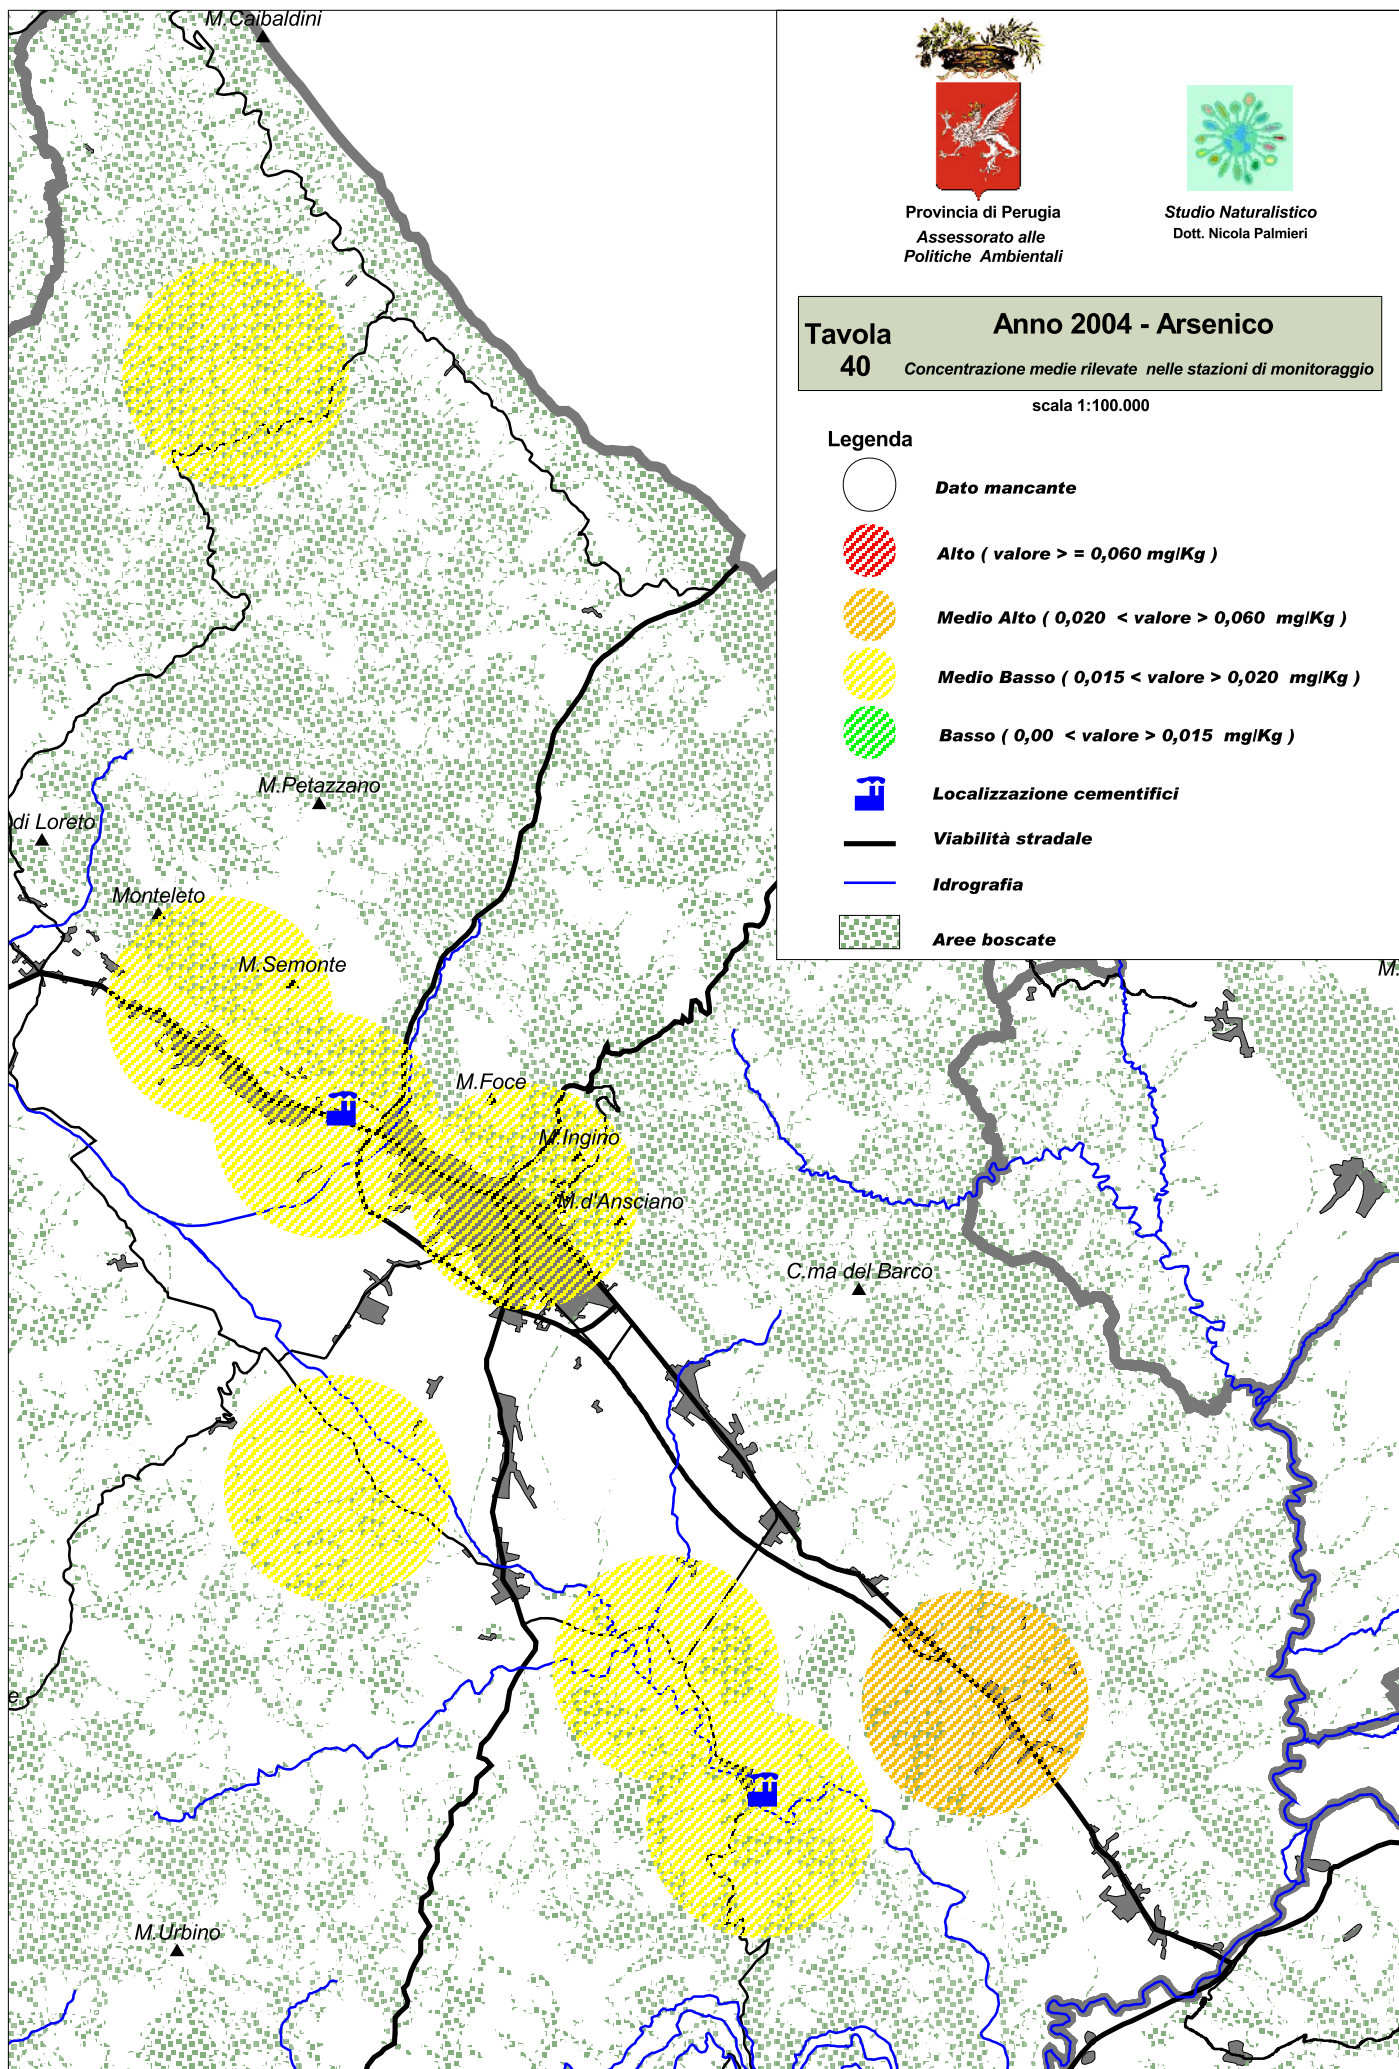 M.Caibaldini
Provincia di Perugia
Assessorato alle
Politiche Ambientali
Studio Naturalistico
Dott. Nicola Palmieri
Tavola
40
Anno 2004 - Arsenico
Concentrazione medie rilevate nelle stazioni di monitoraggio
scala 1:100.000
Legenda
Dato mancante
Alto ( valore > = 0,060 mg/Kg )
Medio Alto ( 0,020 < valore > 0,060 mg/Kg )
Medio Basso ( 0,015 < valore > 0,020 mg/Kg )
Basso ( 0,00 < valore > 0,015 mg/Kg )
Localizzazione cementifici
Viabilità stradale
Idrografia
Aree boscate
M.Petazzano
di Loreto
Monteleto
M.Semonte
M.
M.Foce
M.Ingino
M.d'Ansciano
C.ma del Barco
e
M.Urbino